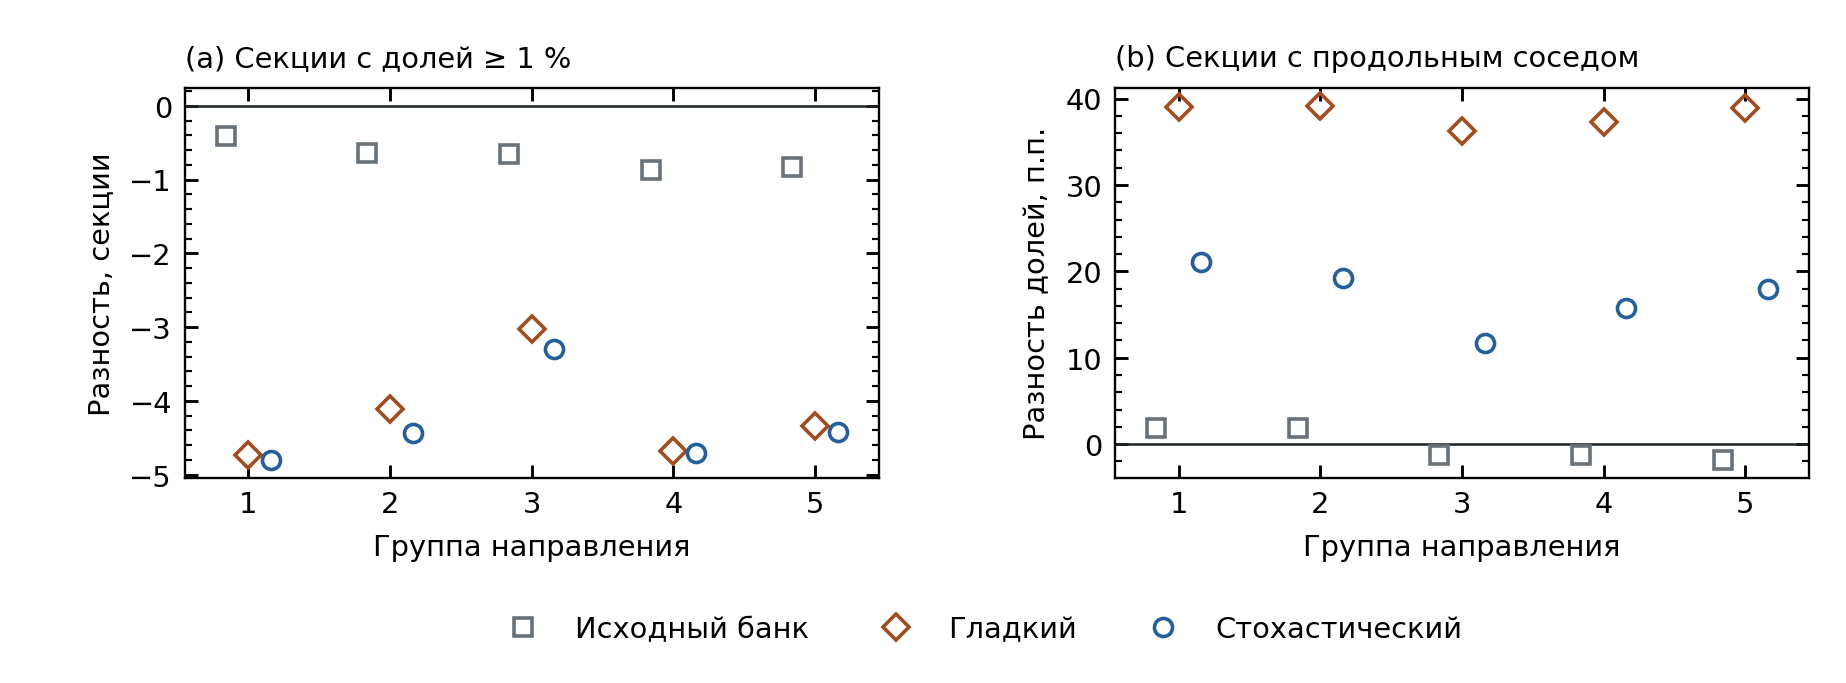 (a) Секции с долей ≥ 1 %
(b) Секции с продольным соседом
Разность, секции
0
−1
−2
−3
−4
−5
1 2 3 4 5
Группа направления
Разность долей, п.п.
40
30
20
10
0
1 2 3 4 5
Группа направления
Исходный банк
Гладкий
Стохастический